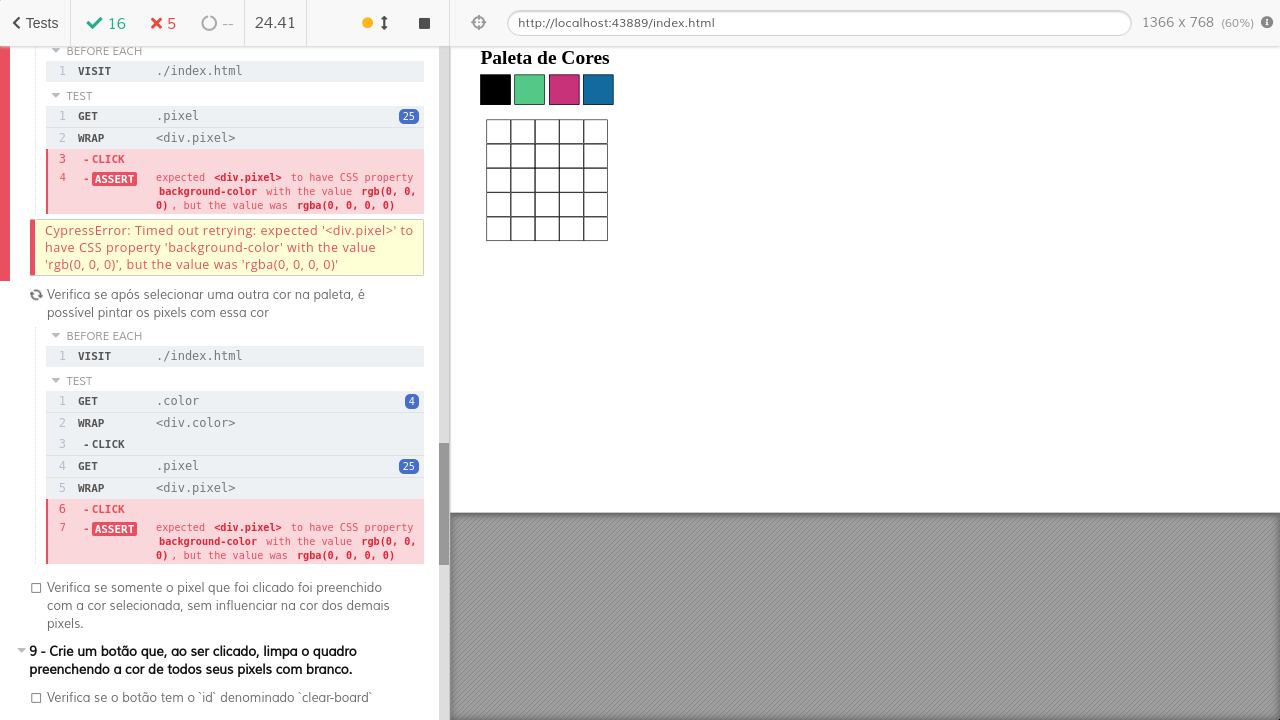 Tests
16
5
--
24.41
http://localhost:43889/index.html
1366 x 768 (60%)
BEFORE EACH
1 VISIT ./index.html
TEST
1 GET .pixel 25
2 WRAP <div.pixel>
3 - CLICK
4 - ASSERT expected <div.pixel> to have CSS property
background-color with the value rgb(0, 0,
0), but the value was rgba(0, 0, 0, 0)
CypressError: Timed out retrying: expected '<div.pixel>' to
have CSS property 'background-color' with the value
'rgb(0, 0, 0)', but the value was 'rgba(0, 0, 0, 0)'
Verifica se após selecionar uma outra cor na paleta, é
possível pintar os pixels com essa cor
BEFORE EACH
1 VISIT ./index.html
TEST
1 GET .color 4
2 WRAP <div.color>
3 - CLICK
4 GET .pixel 25
5 WRAP <div.pixel>
6 - CLICK
7 - ASSERT expected <div.pixel> to have CSS property
background-color with the value rgb(0, 0,
0), but the value was rgba(0, 0, 0, 0)
Verifica se somente o pixel que foi clicado foi preenchido
com a cor selecionada, sem influenciar na cor dos demais
pixels.
9 - Crie um botão que, ao ser clicado, limpa o quadro
preenchendo a cor de todos seus pixels com branco.
Verifica se o botão tem o `id` denominado `clear-board`
Paleta de Cores